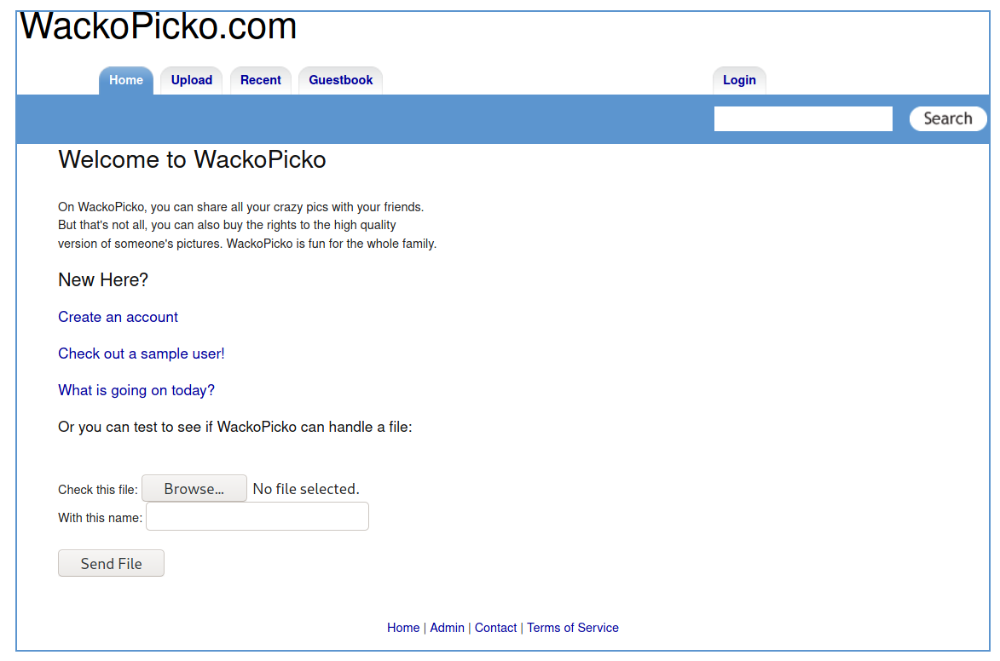 WackoPicko.com
Home Upload Recent Guestbook Login
Search
Welcome to WackoPicko
On WackoPicko, you can share all your crazy pics with your friends.
But that's not all, you can also buy the rights to the high quality
version of someone's pictures. WackoPicko is fun for the whole family.
New Here?
Create an account
Check out a sample user!
What is going on today?
Or you can test to see if WackoPicko can handle a file:
Check this file: Browse... No file selected.
With this name:
Send File
Home | Admin | Contact | Terms of Service